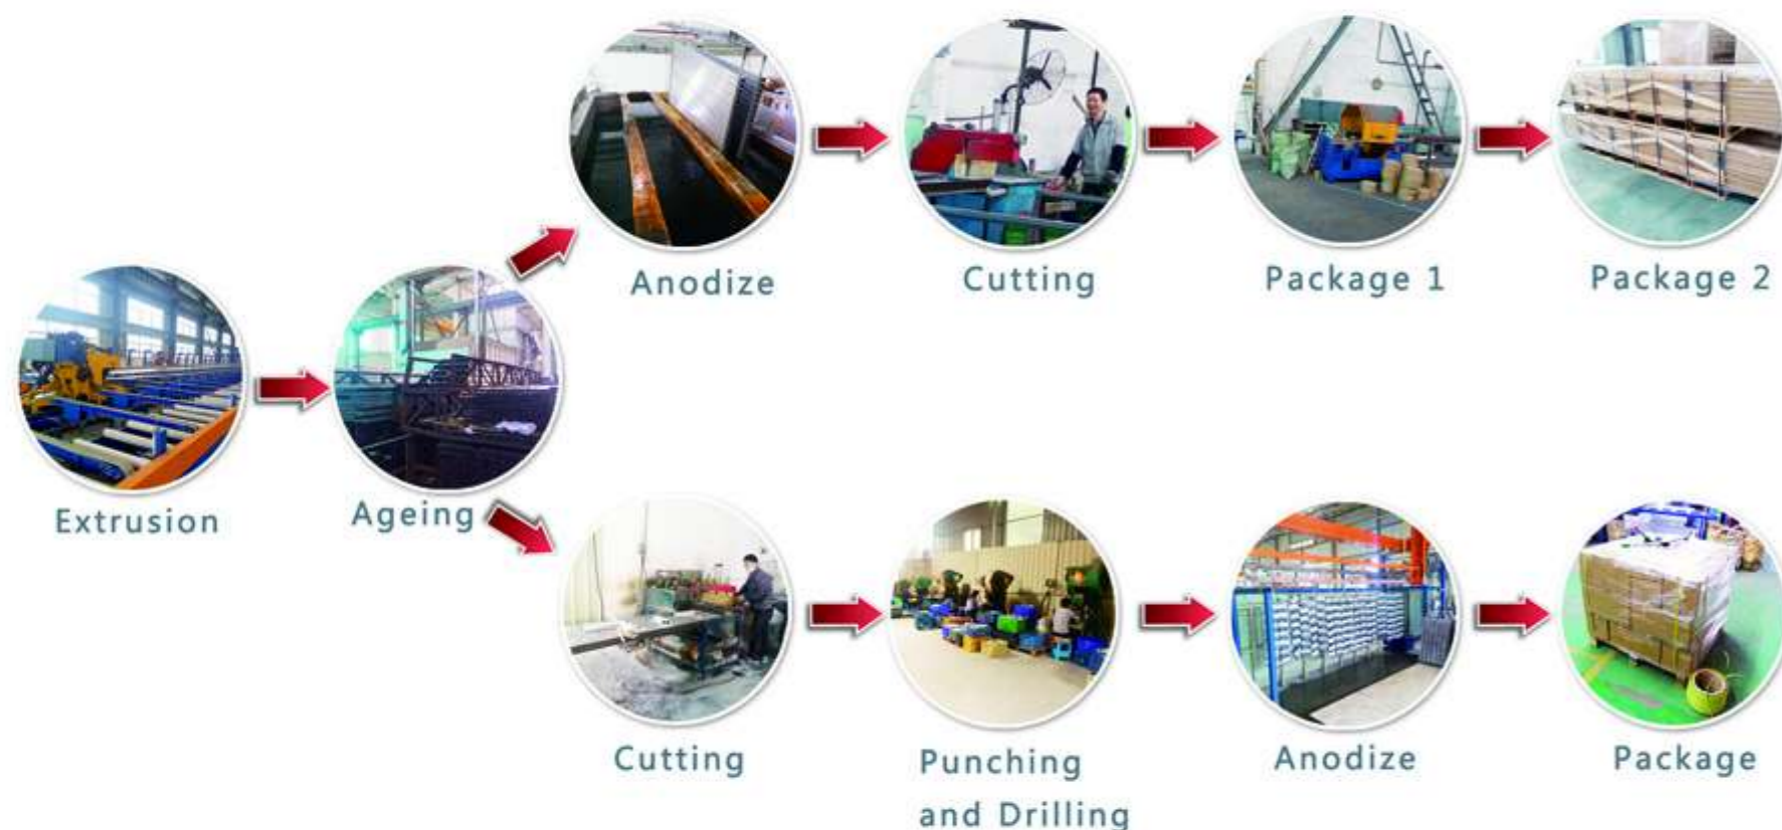 Anodize
Cutting
Package 1
Package 2
Extrusion
Ageing
Cutting
Punching
and Drilling
Anodize
Package